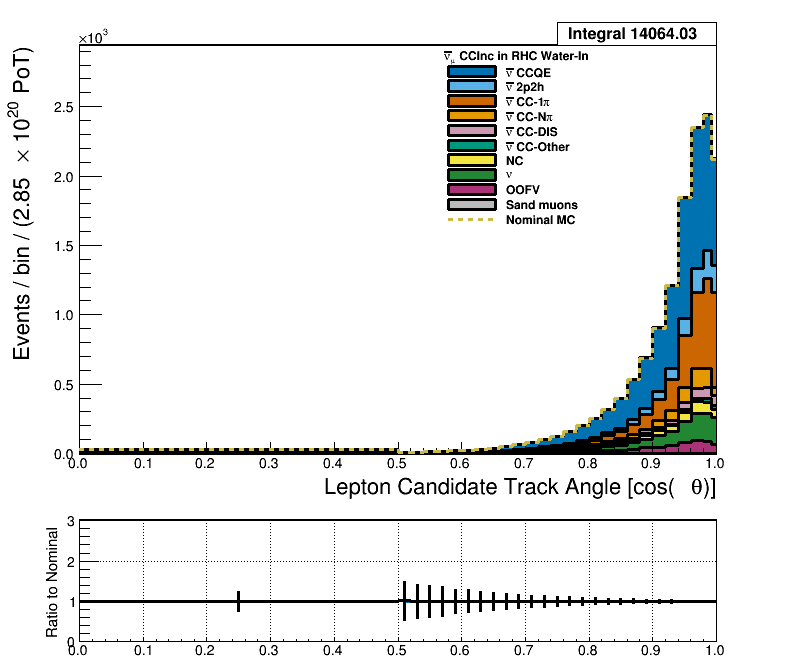 Integral 14064.03
×10³
ν̅μ CCInc in RHC Water-In
ν̅ CCQE
ν̅ 2p2h
ν̅ CC-1π
ν̅ CC-Nπ
ν̅ CC-DIS
ν̅ CC-Other
NC
ν
OOFV
Sand muons
Nominal MC
Events / bin / (2.85 × 10²⁰ PoT)
2.5
2.0
1.5
1.0
0.5
0.0
0.0 0.1 0.2 0.3 0.4 0.5 0.6 0.7 0.8 0.9 1.0
Lepton Candidate Track Angle [cos( θ)]
Ratio to Nominal
3
2
1
0
0.0 0.1 0.2 0.3 0.4 0.5 0.6 0.7 0.8 0.9 1.0